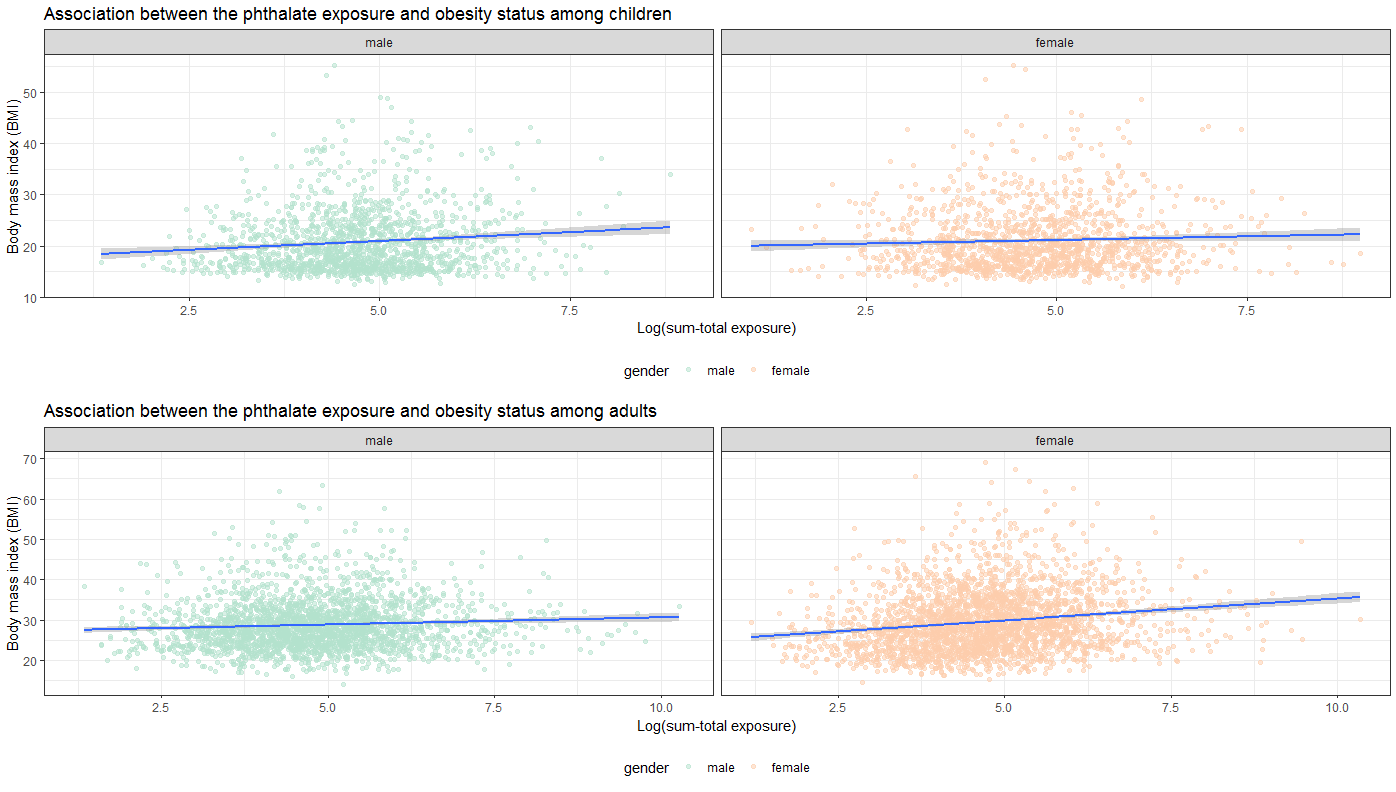 Association between the phthalate exposure and obesity status among children
male
female
Body mass index (BMI)
50
40
30
20
10
2.5
5.0
7.5
2.5
5.0
7.5
Log(sum-total exposure)
gender
male
female
Association between the phthalate exposure and obesity status among adults
male
female
Body mass index (BMI)
70
60
50
40
30
20
2.5
5.0
7.5
10.0
2.5
5.0
7.5
10.0
Log(sum-total exposure)
gender
male
female